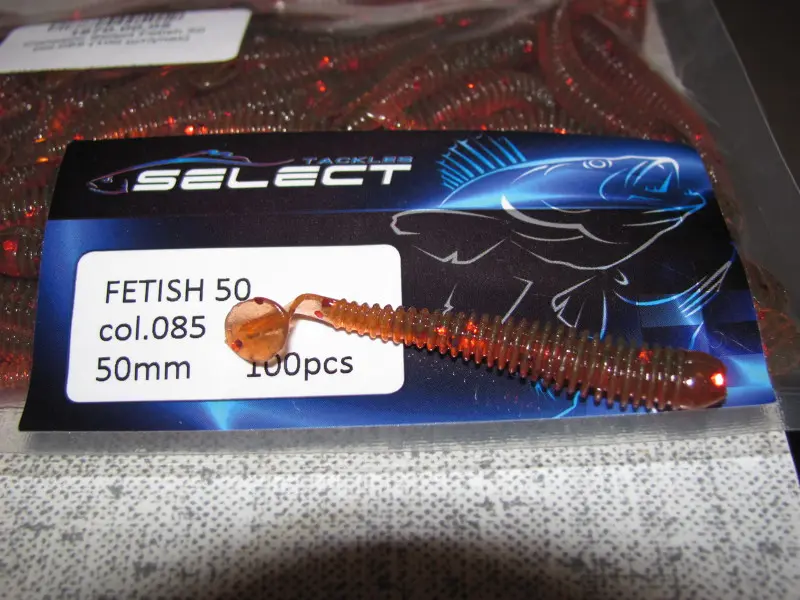 TACKLES
SELECT
FETISH 50
col.085
50mm 100pcs